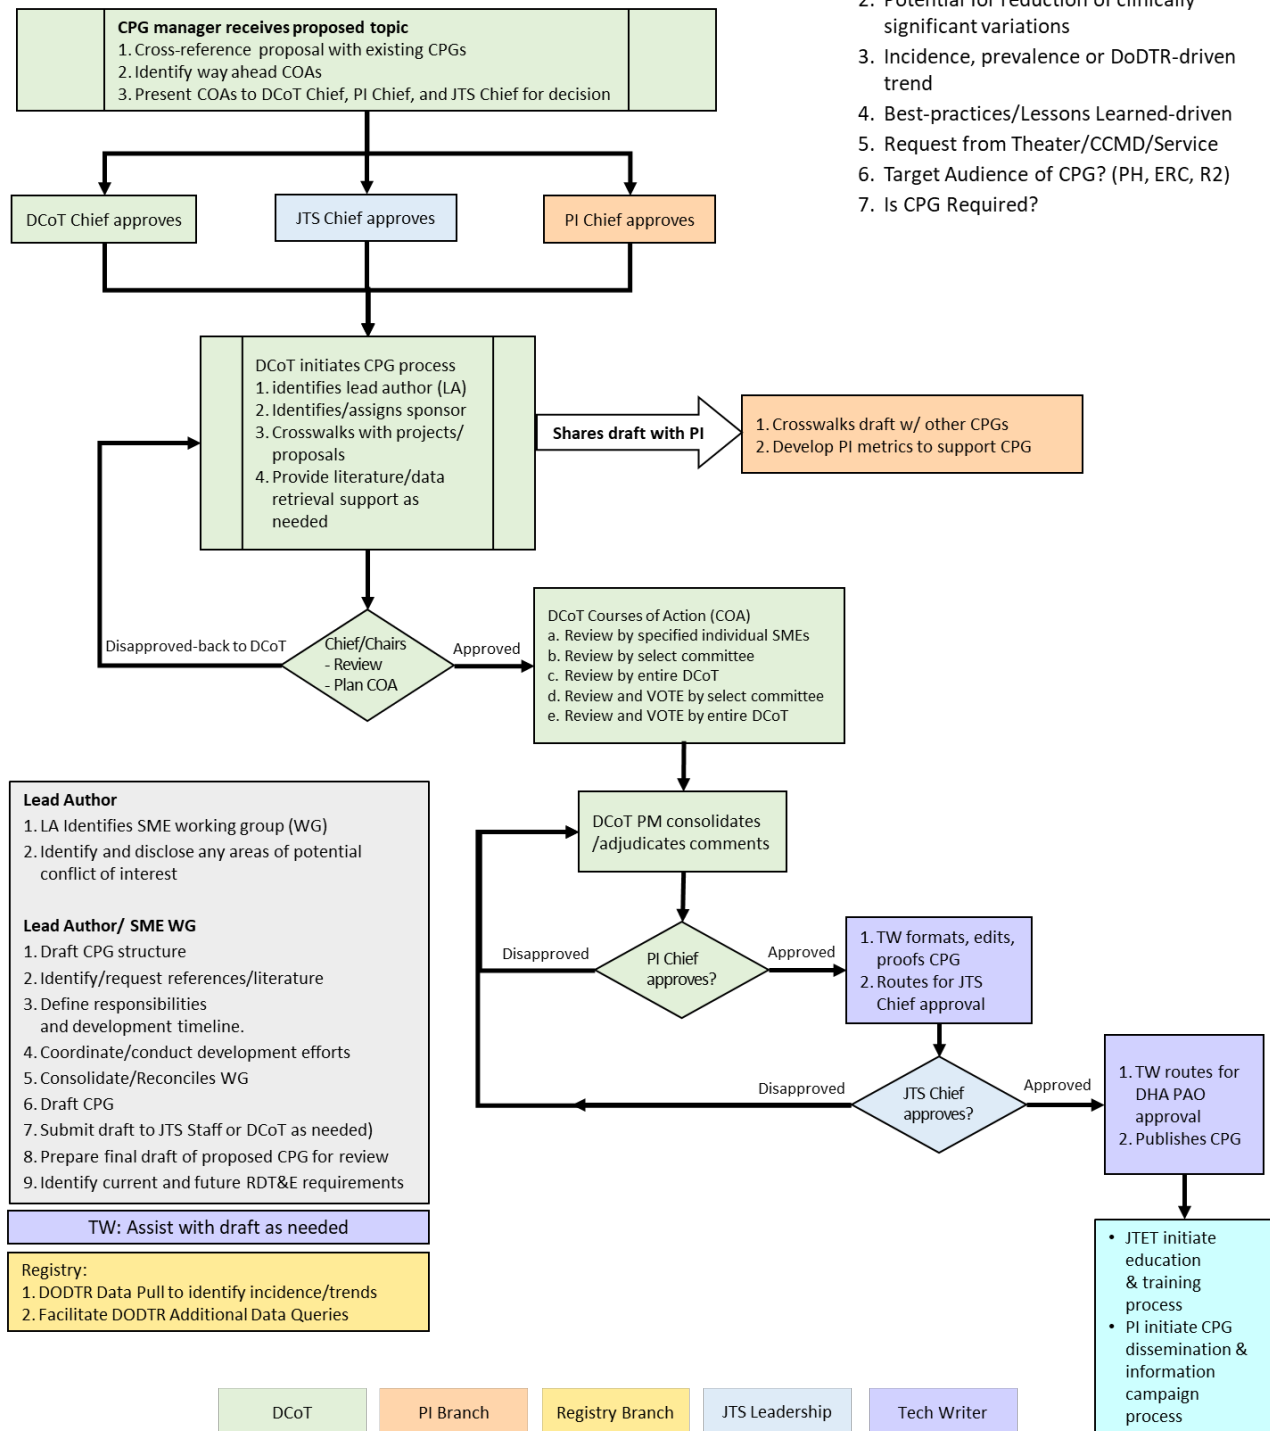 CPG manager receives proposed topic
1. Cross-reference proposal with existing CPGs
2. Identify way ahead COAs
3. Present COAs to DCoT Chief, PI Chief, and JTS Chief for decision
2. Potential for reduction of clinically
significant variations
3. Incidence, prevalence or DoDTR-driven
trend
4. Best-practices/Lessons Learned-driven
5. Request from Theater/CCMD/Service
6. Target Audience of CPG? (PH, ERC, R2)
7. Is CPG Required?
DCoT Chief approves
JTS Chief approves
PI Chief approves
DCoT initiates CPG process
1. identifies lead author (LA)
2. Identifies/assigns sponsor
3. Crosswalks with projects/
proposals
4. Provide literature/data
retrieval support as
needed
Shares draft with PI
1. Crosswalks draft w/ other CPGs
2. Develop PI metrics to support CPG
Disapproved-back to DCoT
Chief/Chairs
- Review
- Plan COA
Approved
DCoT Courses of Action (COA)
a. Review by specified individual SMEs
b. Review by select committee
c. Review by entire DCoT
d. Review and VOTE by select committee
e. Review and VOTE by entire DCoT
DCoT PM consolidates
/adjudicates comments
Disapproved
PI Chief
approves?
Approved
1. TW formats, edits,
proofs CPG
2. Routes for JTS
Chief approval
Disapproved
JTS Chief
approves?
Approved
1. TW routes for
DHA PAO
approval
2. Publishes CPG
• JTET initiate
education
& training
process
• PI initiate CPG
dissemination &
information
campaign
process
Lead Author
1. LA Identifies SME working group (WG)
2. Identify and disclose any areas of potential
conflict of interest
Lead Author/ SME WG
1. Draft CPG structure
2. Identify/request references/literature
3. Define responsibilities
and development timeline.
4. Coordinate/conduct development efforts
5. Consolidate/Reconciles WG
6. Draft CPG
7. Submit draft to JTS Staff or DCoT as needed)
8. Prepare final draft of proposed CPG for review
9. Identify current and future RDT&E requirements
TW: Assist with draft as needed
Registry:
1. DODTR Data Pull to identify incidence/trends
2. Facilitate DODTR Additional Data Queries
DCoT
PI Branch
Registry Branch
JTS Leadership
Tech Writer